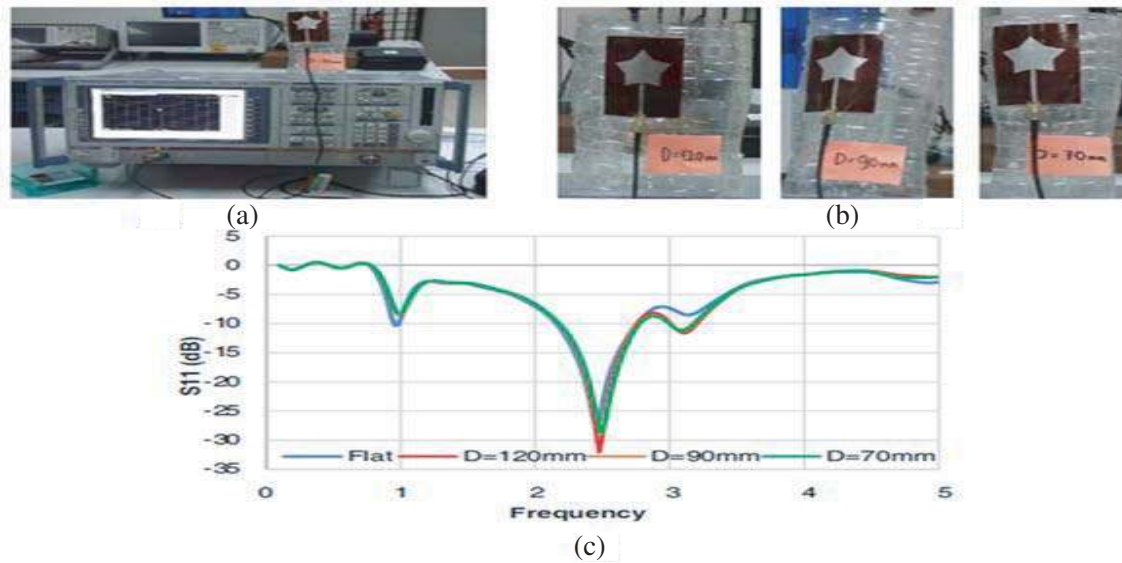 D=120mm
D=90mm
D=70mm
(a)
(b)
5
0
-5
-10
-15
-20
-25
-30
-35
S11 (dB)
Flat
D=120mm
D=90mm
D=70mm
0
1
2
3
4
5
Frequency
(c)